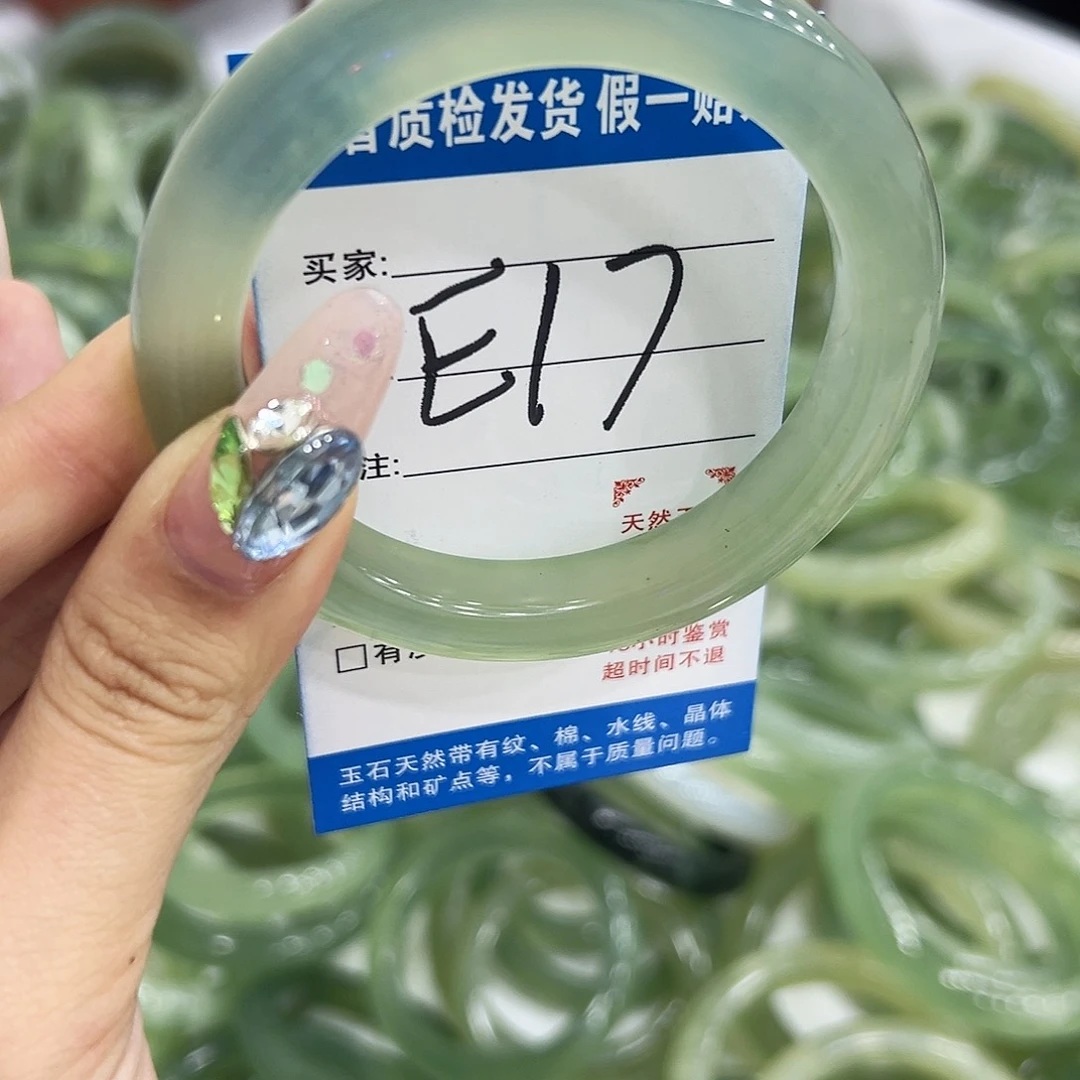 质检发货 假一
买家:
E17
注:
天然
有
时鉴赏
超时间不退
玉石天然带有纹、棉、水线、晶体
结构和矿点等，不属于质量问题。